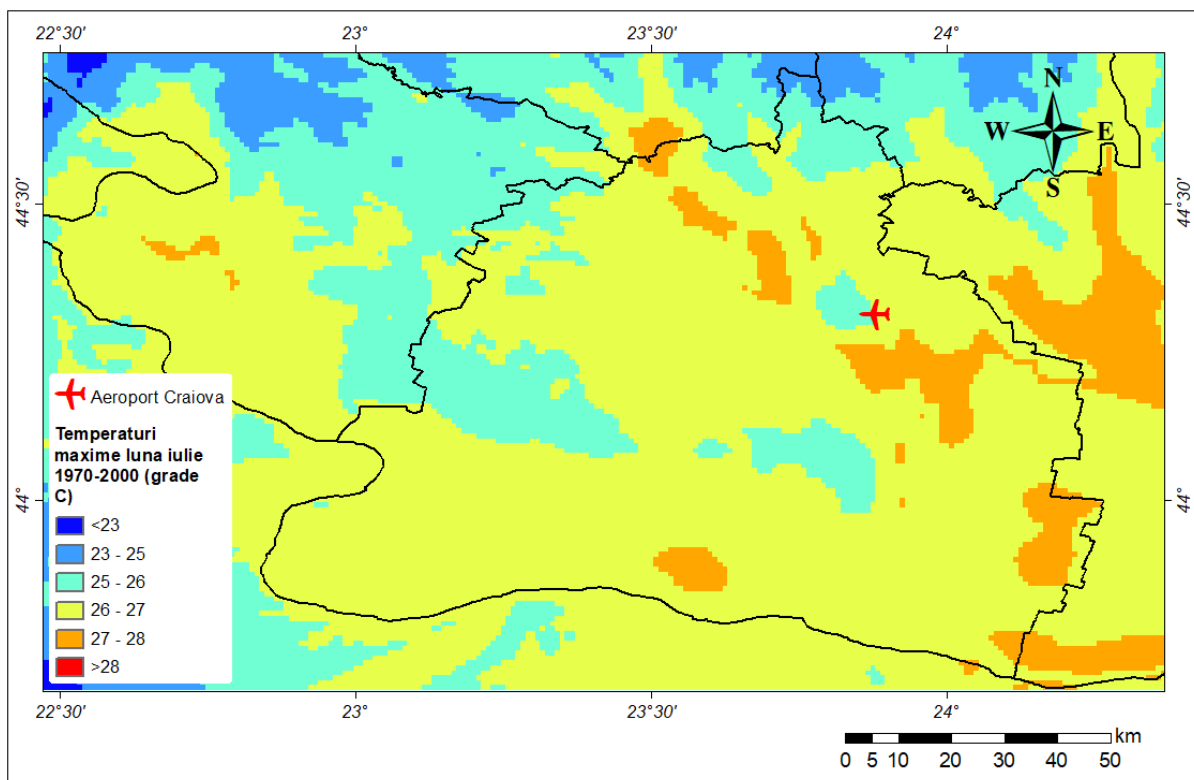 22°30' 23° 23°30' 24°
N
W E
S
44°30' 44°30'
Aeroport Craiova
Temperaturi
maxime luna iulie
1970-2000 (grade
C)
<23
23 - 25
25 - 26
26 - 27
27 - 28
>28
44° 44°
22°30' 23° 23°30' 24°
km
0 5 10 20 30 40 50